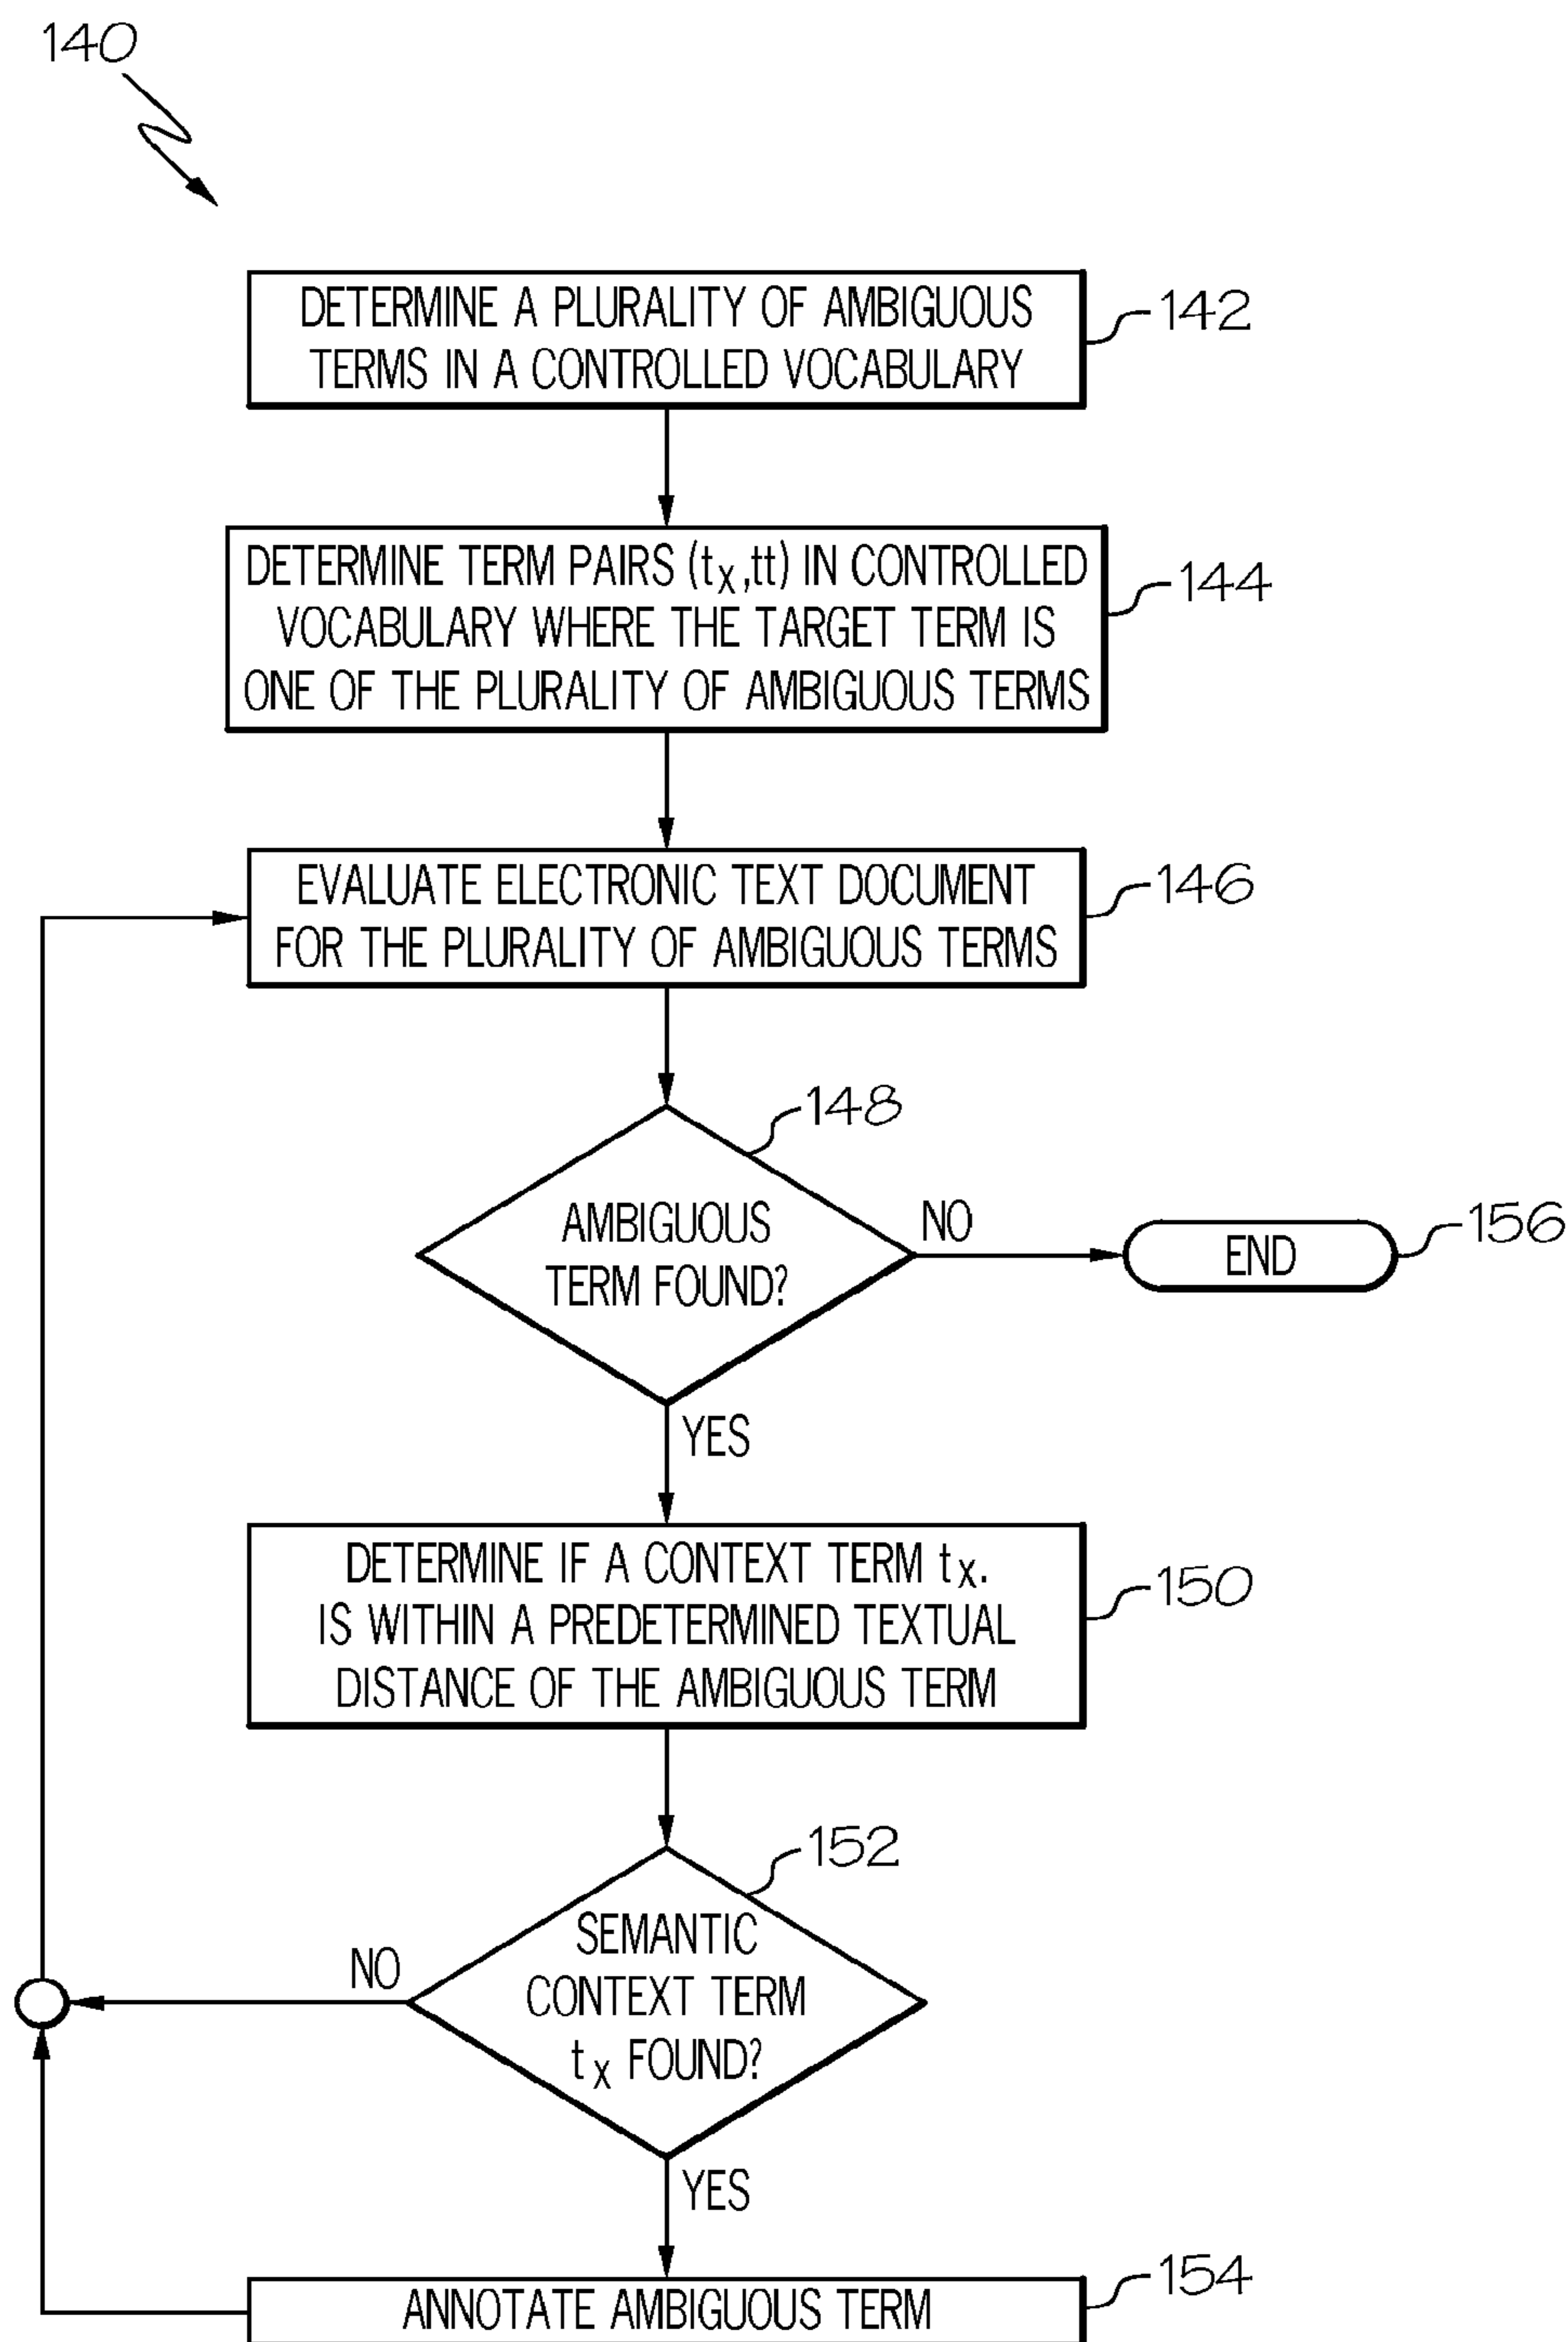 140
DETERMINE A PLURALITY OF AMBIGUOUS
TERMS IN A CONTROLLED VOCABULARY
142
DETERMINE TERM PAIRS (tX,tt) IN CONTROLLED
VOCABULARY WHERE THE TARGET TERM IS
ONE OF THE PLURALITY OF AMBIGUOUS TERMS
144
EVALUATE ELECTRONIC TEXT DOCUMENT
FOR THE PLURALITY OF AMBIGUOUS TERMS
146
148
AMBIGUOUS
TERM FOUND?
NO
END
156
YES
DETERMINE IF A CONTEXT TERM tX.
IS WITHIN A PREDETERMINED TEXTUAL
DISTANCE OF THE AMBIGUOUS TERM
150
152
SEMANTIC
CONTEXT TERM
tX FOUND?
NO
YES
ANNOTATE AMBIGUOUS TERM
154